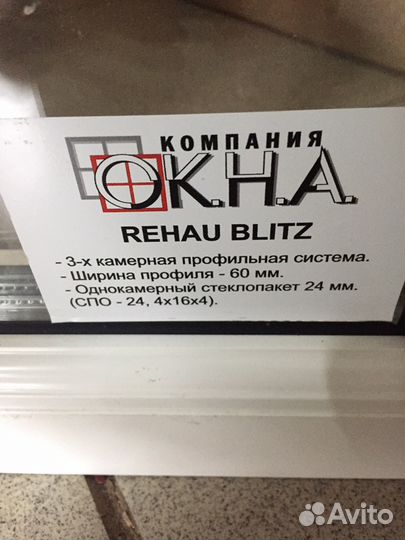 КОМПАНИЯ
О.К.Н.А.
REHAU BLITZ
- 3-х камерная профильная система.
- Ширина профиля - 60 мм.
- Однокамерный стеклопакет 24 мм.
(СПО - 24, 4х16х4).
Avito